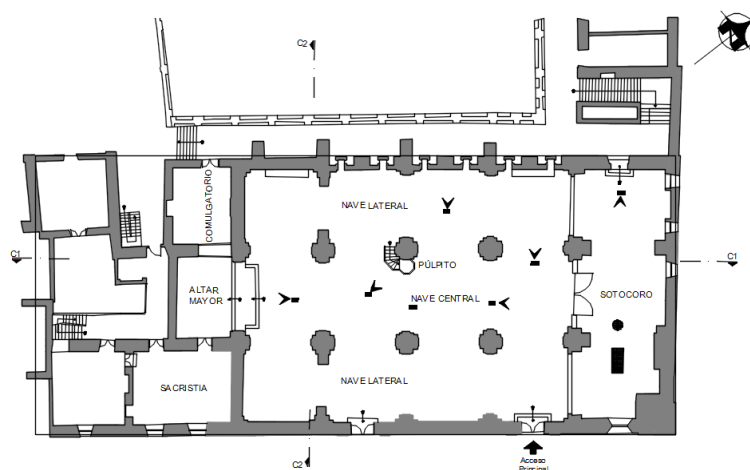 C2
COMULGATORIO
NAVE LATERAL
C1
C1
PÚLPITO
ALTAR
MAYOR
NAVE CENTRAL
SOTOCORO
NAVE LATERAL
SACRISTIA
C2
Acceso
Principal